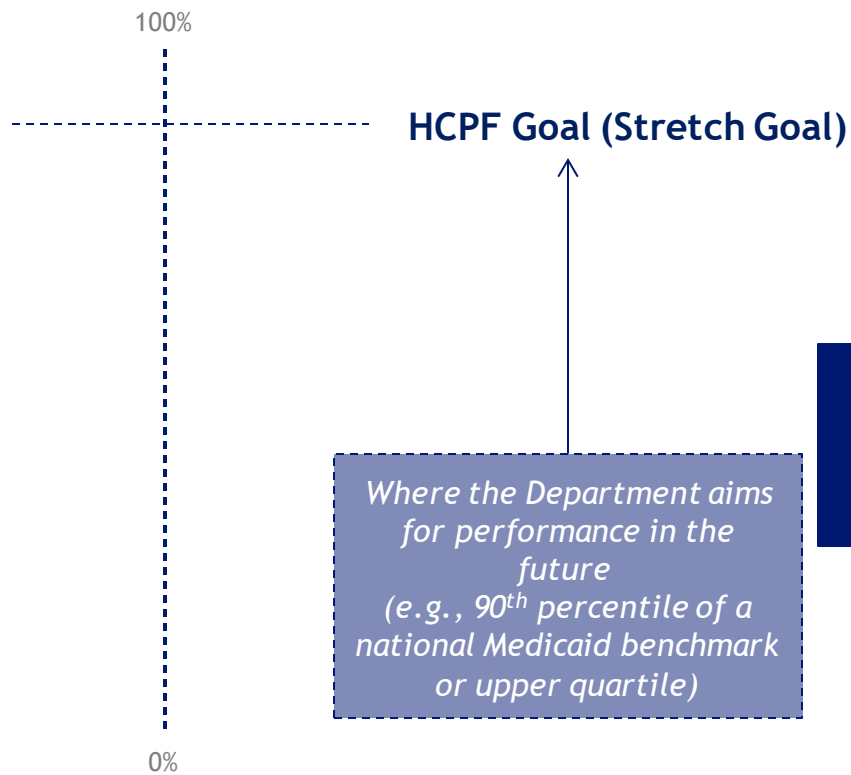 100%
HCPF Goal (Stretch Goal)
Where the Department aims
for performance in the
future
(e.g., 90th percentile of a
national Medicaid benchmark
or upper quartile)
0%